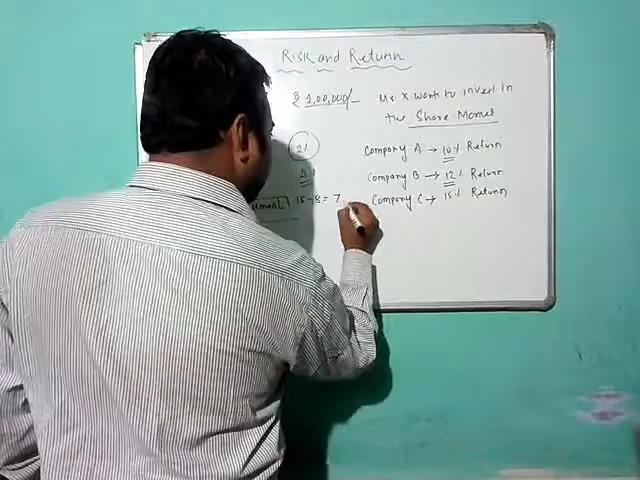 Risk and Return
₹ 1,00,000/- Mr X want to invest in
the Share Market
2%
Company A → 10% Return
Company B → 12% Return
15-8 = 7
Company C → 15% Return